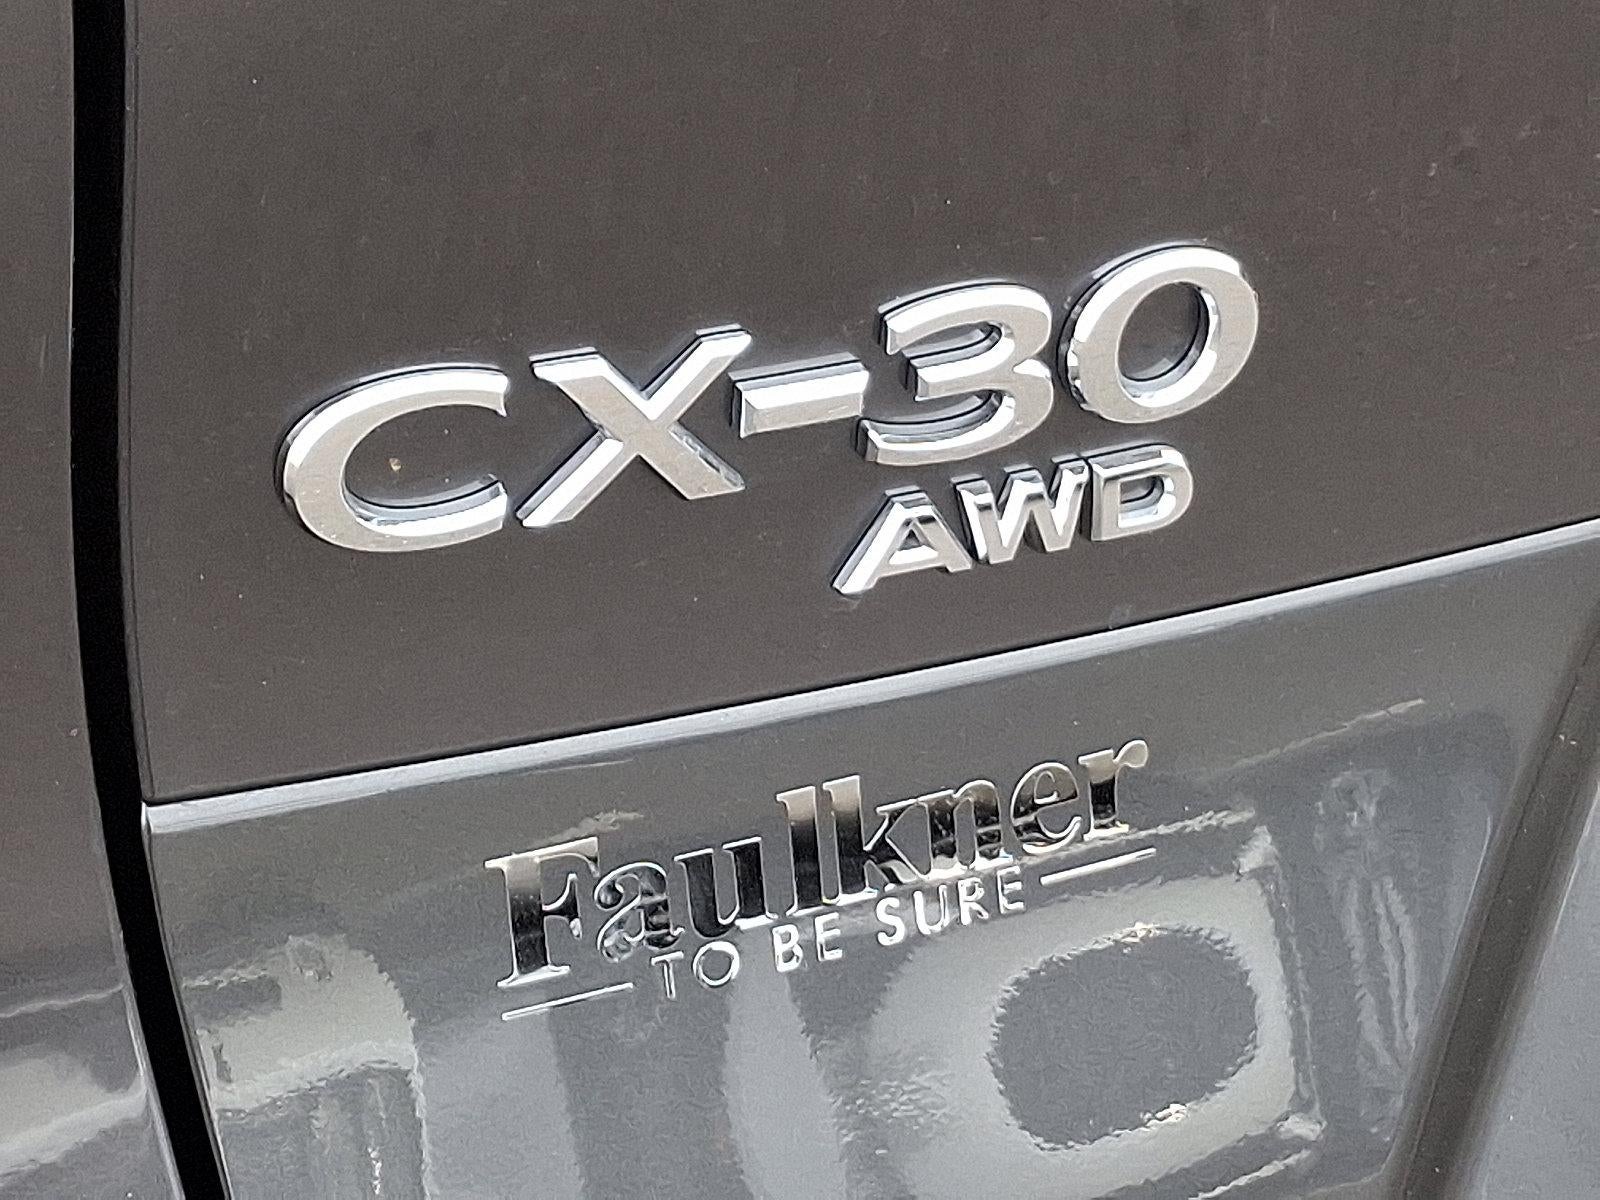 CX-30
AWD
Faulkner
TO BE SURE